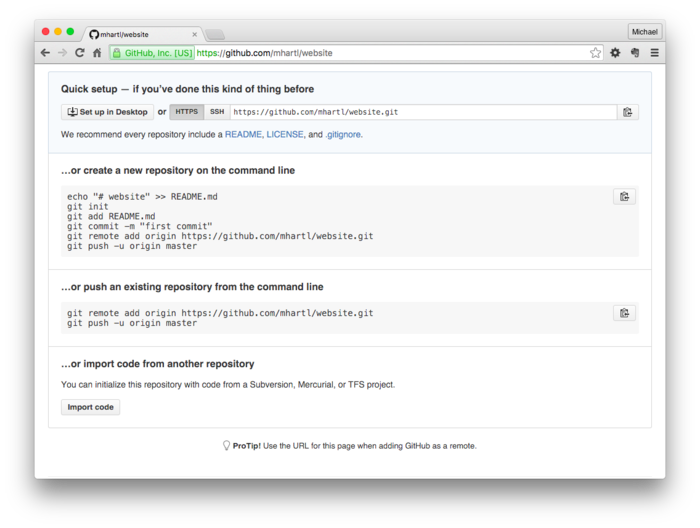 mhartl/website
Michael
GitHub, Inc. [US] https://github.com/mhartl/website
Quick setup — if you've done this kind of thing before
Set up in Desktop or HTTPS SSH https://github.com/mhartl/website.git
We recommend every repository include a README, LICENSE, and .gitignore.
…or create a new repository on the command line
echo "# website" >> README.md
git init
git add README.md
git commit -m "first commit"
git remote add origin https://github.com/mhartl/website.git
git push -u origin master
…or push an existing repository from the command line
git remote add origin https://github.com/mhartl/website.git
git push -u origin master
…or import code from another repository
You can initialize this repository with code from a Subversion, Mercurial, or TFS project.
Import code
ProTip! Use the URL for this page when adding GitHub as a remote.